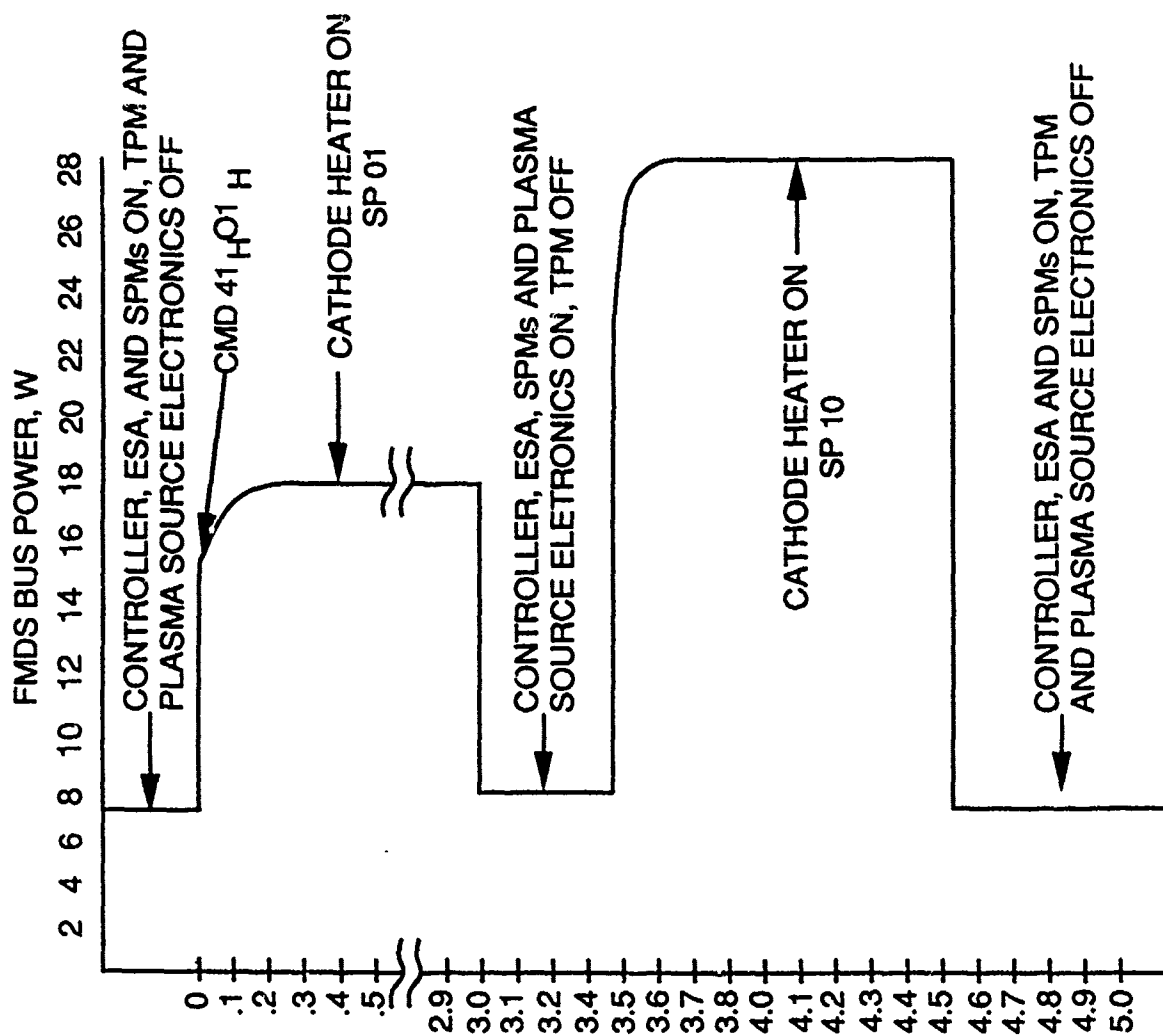 FMDS BUS POWER, W
2 4 6 8 10 12 14 16 18 20 22 24 26 28
CONTROLLER, ESA, AND SPMs ON, TPM AND
PLASMA SOURCE ELECTRONICS OFF
CMD 41HO1 H
CATHODE HEATER ON
SP 01
CONTROLLER, ESA, SPMs AND PLASMA
SOURCE ELETRONICS ON, TPM OFF
CATHODE HEATER ON
SP 10
CONTROLLER, ESA AND SPMs ON, TPM
AND PLASMA SOURCE ELECTRONICS OFF
0
.1
.2
.3
.4
.5
2.9
3.0
3.1
3.2
3.3
3.4
3.5
3.6
3.7
3.8
3.9
4.0
4.1
4.2
4.3
4.4
4.5
4.6
4.7
4.8
4.9
5.0